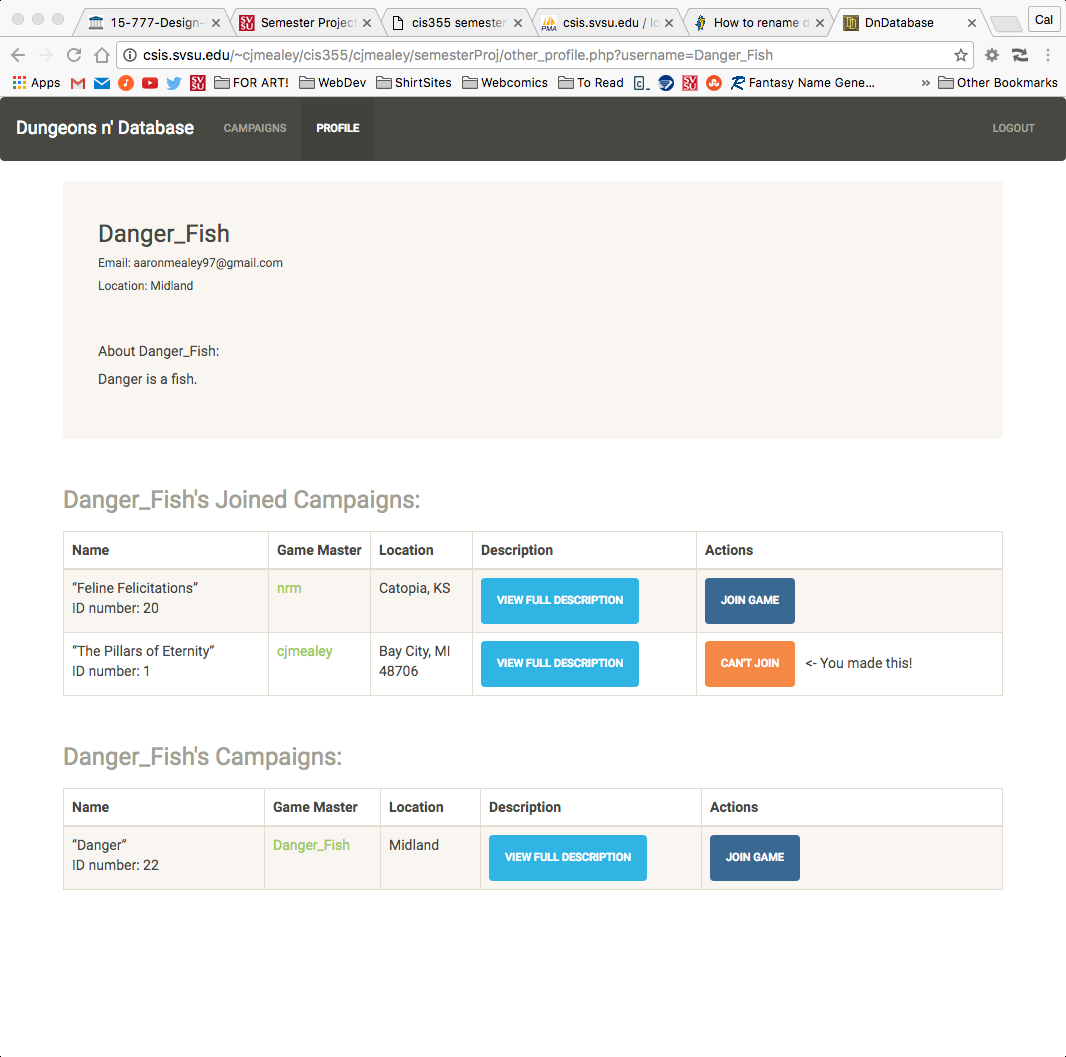 15-777-Design-
Semester Project
cis355 semester
csis.svsu.edu / lo
How to rename d
DnDatabase
Cal
csis.svsu.edu/~cjmealey/cis355/cjmealey/semesterProj/other_profile.php?username=Danger_Fish
Apps
FOR ART!
WebDev
ShirtSites
Webcomics
To Read
Fantasy Name Gene...
»
Other Bookmarks
Dungeons n' Database
CAMPAIGNS
PROFILE
LOGOUT
Danger_Fish
Email: aaronmealey97@gmail.com
Location: Midland
About Danger_Fish:
Danger is a fish.
Danger_Fish's Joined Campaigns:
Name Game Master Location Description Actions
“Feline Felicitations” nrm Catopia, KS VIEW FULL DESCRIPTION JOIN GAME
ID number: 20
“The Pillars of Eternity” cjmealey Bay City, MI VIEW FULL DESCRIPTION CAN'T JOIN <- You made this!
ID number: 1 48706
Danger_Fish's Campaigns:
Name Game Master Location Description Actions
“Danger” Danger_Fish Midland VIEW FULL DESCRIPTION JOIN GAME
ID number: 22